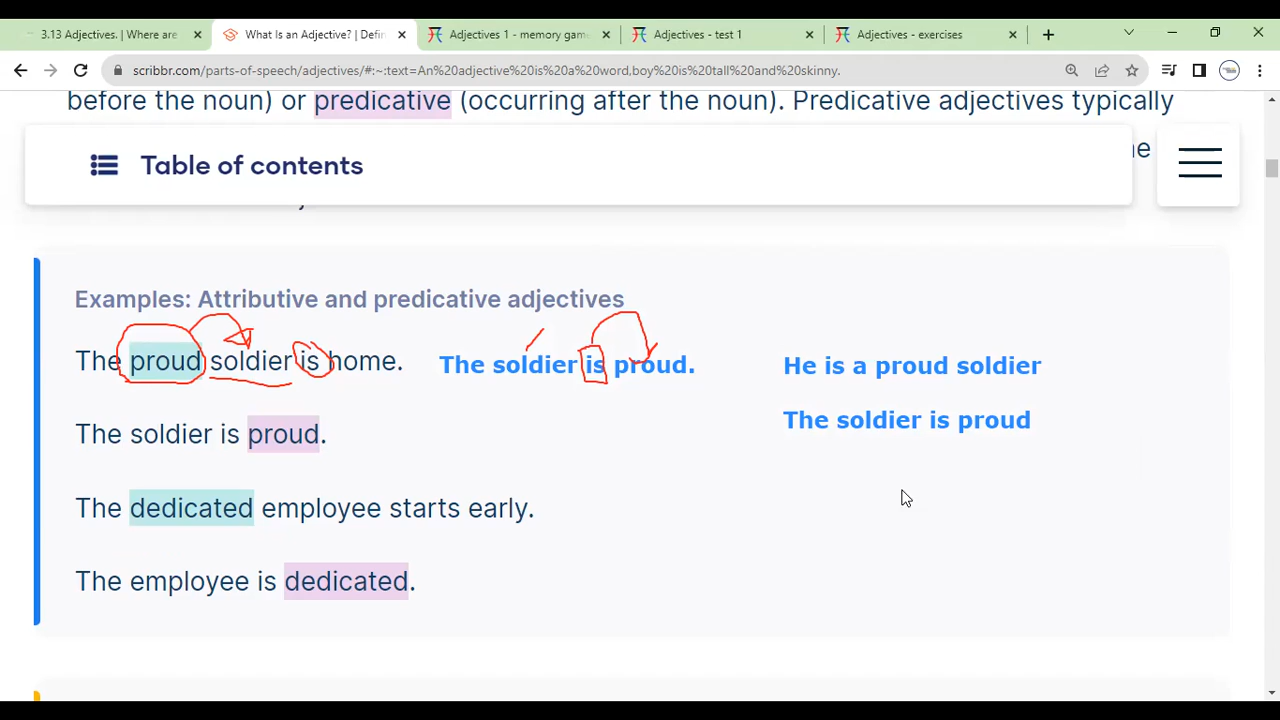 3.13 Adjectives. | Where are
What Is an Adjective? | Defin
Adjectives 1 - memory game
Adjectives - test 1
Adjectives - exercises
scribbr.com/parts-of-speech/adjectives/#:~:text=An%20adjective%20is%20a%20word,boy%20is%20tall%20and%20skinny.
before the noun) or predicative (occurring after the noun). Predicative adjectives typically
Table of contents
Examples: Attributive and predicative adjectives
The proud soldier is home. The soldier is proud. He is a proud soldier
The soldier is proud
The soldier is proud.
The dedicated employee starts early.
The employee is dedicated.